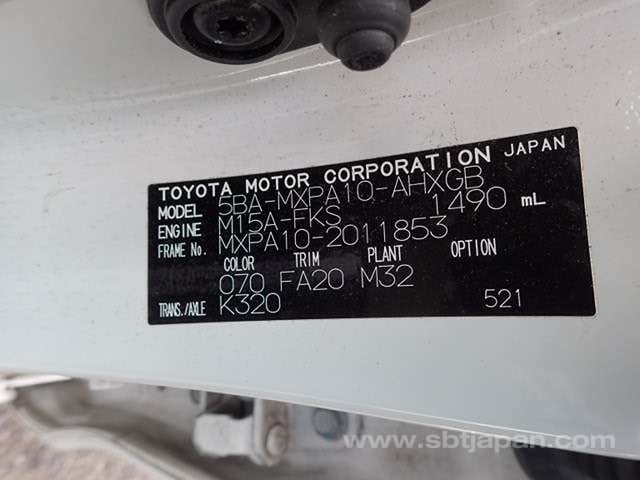 TOYOTA MOTOR CORPORATION JAPAN
MODEL 5BA-MXPA10-AHXGB
ENGINE M15A-FKS 1490 mL
FRAME No. MXPA10-2011853
COLOR TRIM PLANT OPTION
070 FA20 M32
TRANS./AXLE K320 521
www.sbtjapan.com